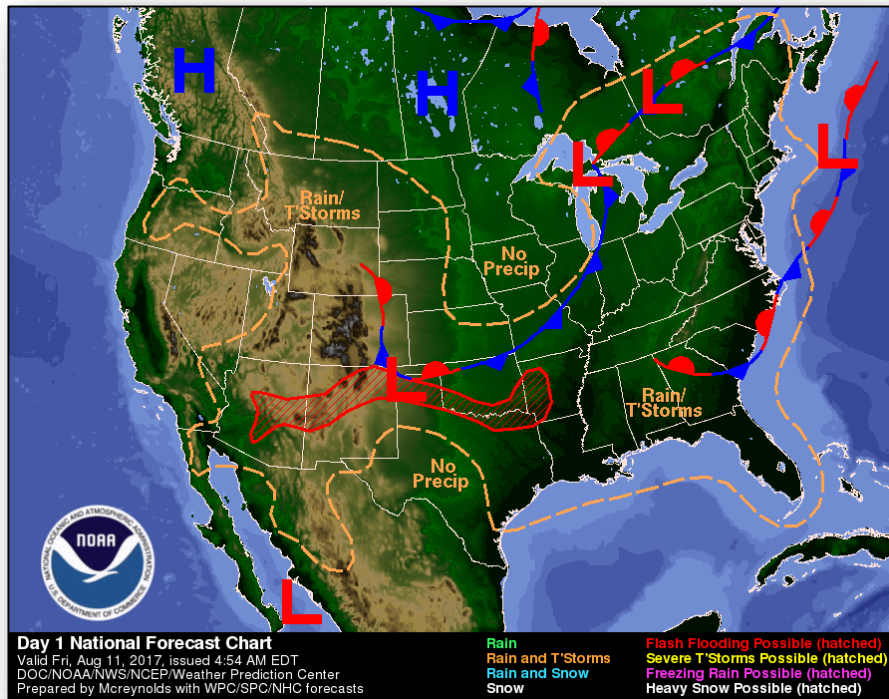 H
H
L
L
L
Rain/
T'Storms
No
Precip
L
Rain/
T'Storms
No
Precip
L
NATIONAL OCEANIC AND ATMOSPHERIC ADMINISTRATION
NOAA
U.S. DEPARTMENT OF COMMERCE
Day 1 National Forecast Chart
Valid Fri, Aug 11, 2017, issued 4:54 AM EDT
DOC/NOAA/NWS/NCEP/Weather Prediction Center
Prepared by Mcreynolds with WPC/SPC/NHC forecasts
Rain
Rain and T'Storms
Rain and Snow
Snow
Flash Flooding Possible (hatched)
Severe T'Storms Possible (hatched)
Freezing Rain Possible (hatched)
Heavy Snow Possible (hatched)